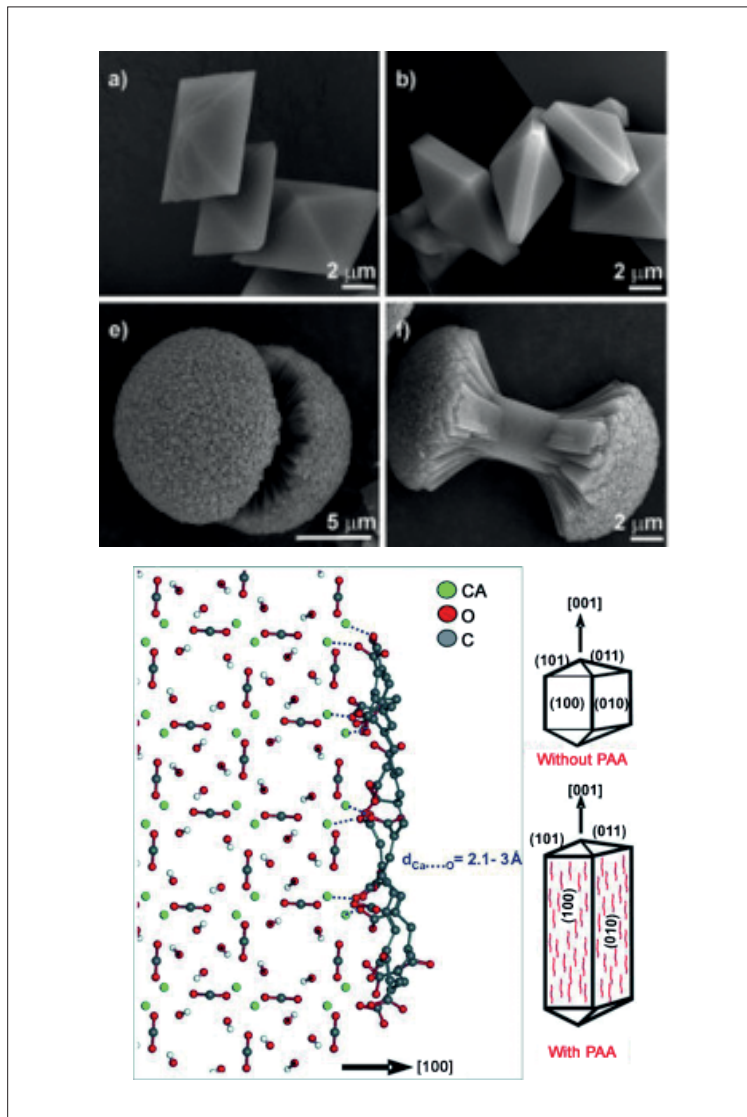 a)
b)
2 μm
2 μm
e)
f)
5 μm
2 μm
CA
O
C
[001]
(101)
(011)
(100)
(010)
Without PAA
[001]
(101)
(011)
(100)
(010)
dCa......O= 2.1- 3Å
With PAA
[100]